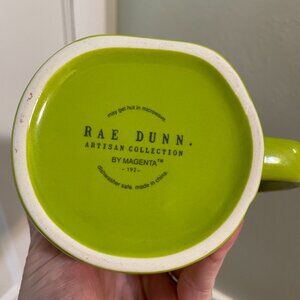 may get hot in microwave.
RAE DUNN.
ARTISAN COLLECTION
BY MAGENTA™
- 192 -
dishwasher safe. made in china.